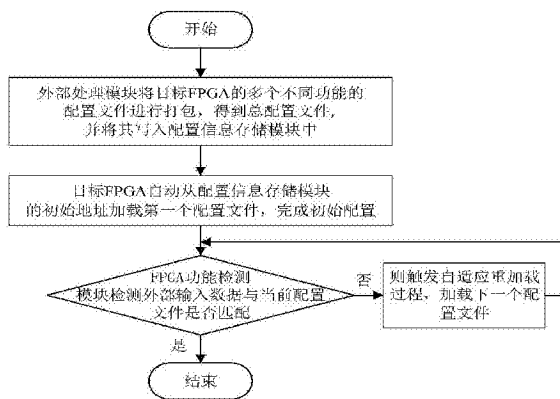 开始
外部处理模块将目标FPGA的多个不同功能的
配置文件进行打包，得到总配置文件，
并将其写入配置信息存储模块中
目标FPGA自动从配置信息存储模块
的初始地址加载第一个配置文件，完成初始配置
FPGA功能检测
模块检测外部输入数据与当前配置
文件是否匹配
否
则触发自适应重加载
过程，加载下一个配
置文件
是
结束